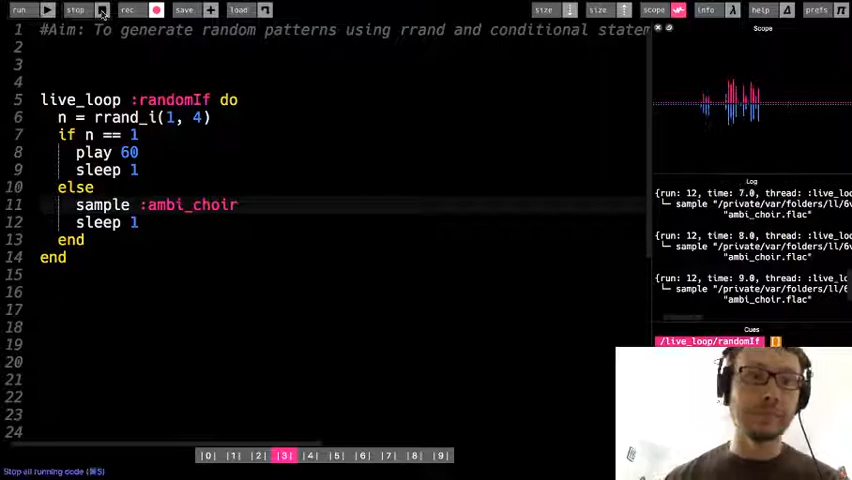 run stop rec save + load size size scope info λ help prefs π
1 #Aim: To generate random patterns using rrand and conditional statem
2
3
4
5 live_loop :randomIf do
6 n = rrand_i(1, 4)
7 if n == 1
8 play 60
9 sleep 1
10 else
11 sample :ambi_choir
12 sleep 1
13 end
14 end
15
16
17
18
19
20
21
22
23
24
Scope
Log
{run: 12, time: 7.0, thread: :live_lo
└─ sample "/private/var/folders/ll/6v
"ambi_choir.flac"
{run: 12, time: 8.0, thread: :live_lo
└─ sample "/private/var/folders/ll/6v
"ambi_choir.flac"
{run: 12, time: 9.0, thread: :live_lo
└─ sample "/private/var/folders/ll/6
"ambi_choir.flac"
Cues
/live_loop/randomIf []
|0| |1| |2| |3| |4| |5| |6| |7| |8| |9|
Stop all running code (⌘S)